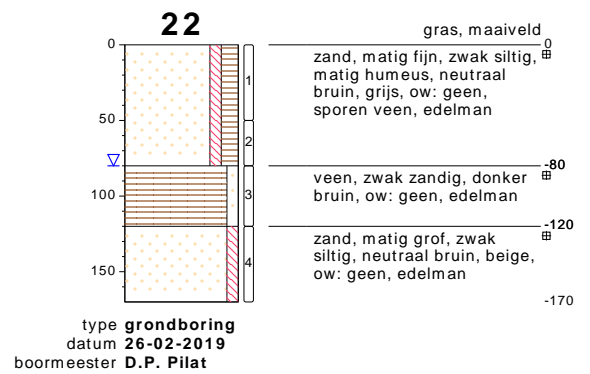 22
gras, maaiveld
0
0
zand, matig fijn, zwak siltig,
matig humeus, neutraal
bruin, grijs, ow: geen,
sporen veen, edelman
1
50
2
-80
veen, zwak zandig, donker
bruin, ow: geen, edelman
100
3
-120
zand, matig grof, zwak
siltig, neutraal bruin, beige,
ow: geen, edelman
150
4
-170
type grondboring
datum 26-02-2019
boormeester D.P. Pilat